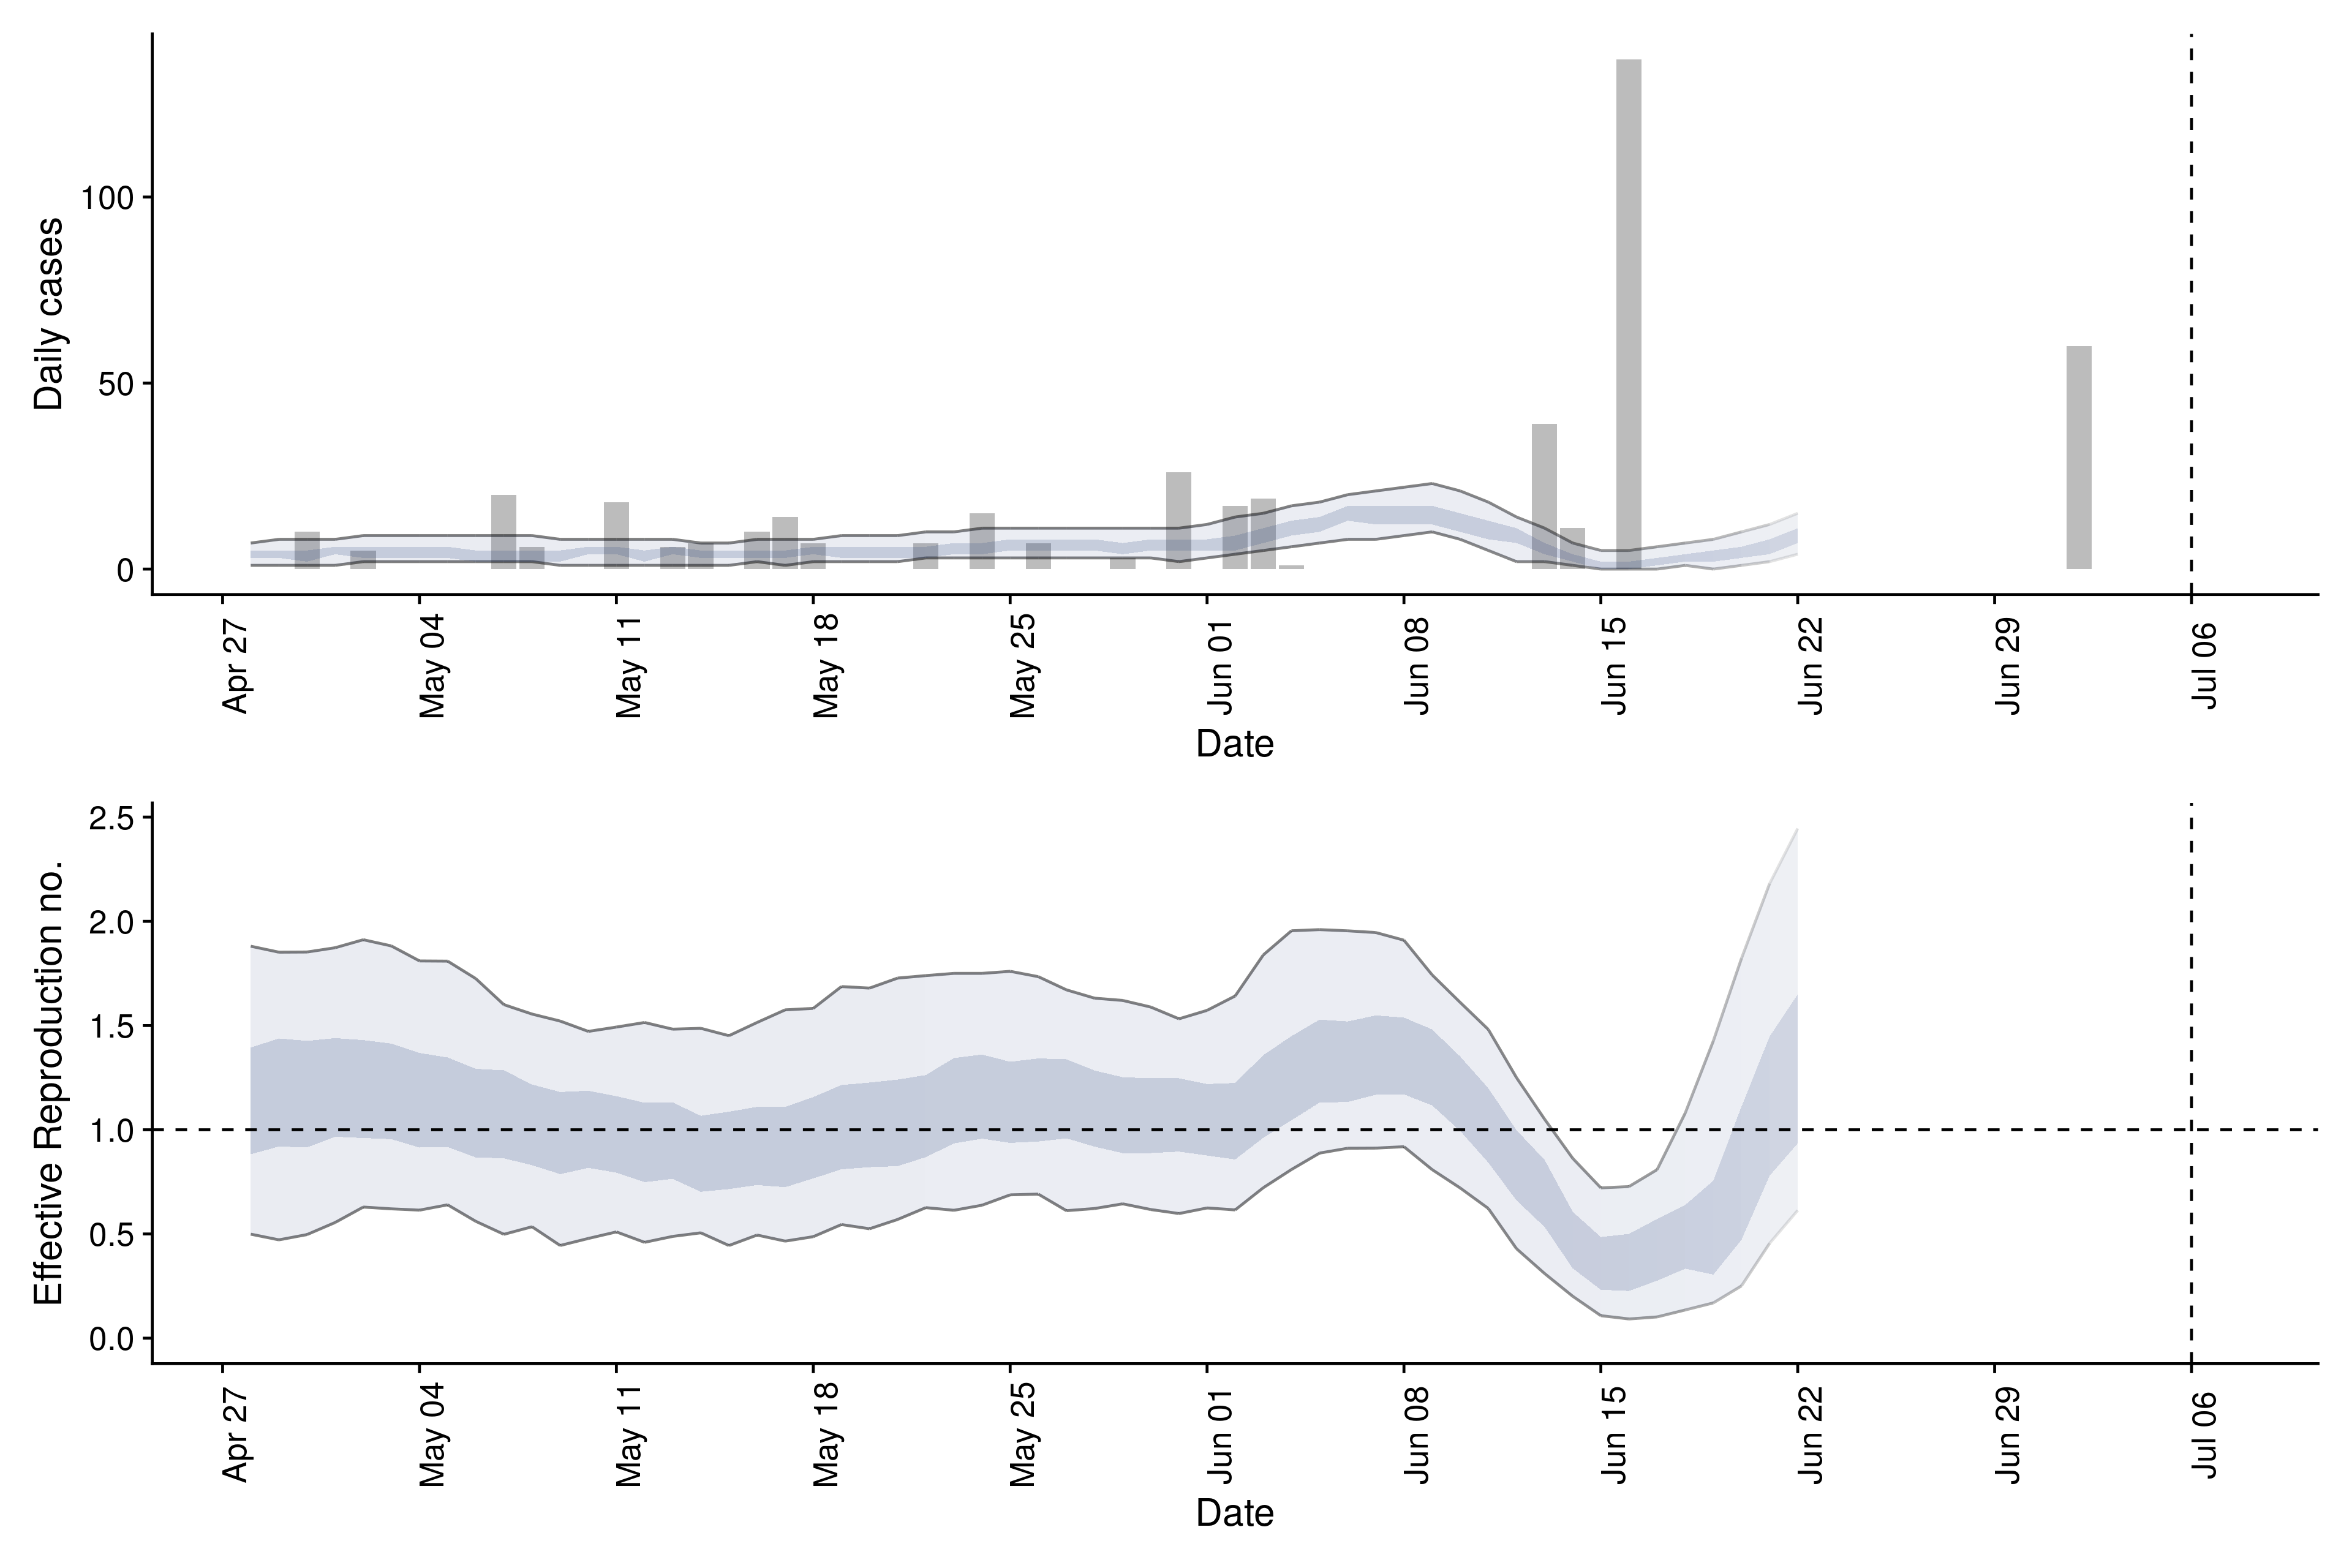 Daily cases
100
50
0
Apr 27
May 04
May 11
May 18
May 25
Jun 01
Jun 08
Jun 15
Jun 22
Jun 29
Jul 06
Date
Effective Reproduction no.
2.5
2.0
1.5
1.0
0.5
0.0
Apr 27
May 04
May 11
May 18
May 25
Jun 01
Jun 08
Jun 15
Jun 22
Jun 29
Jul 06
Date